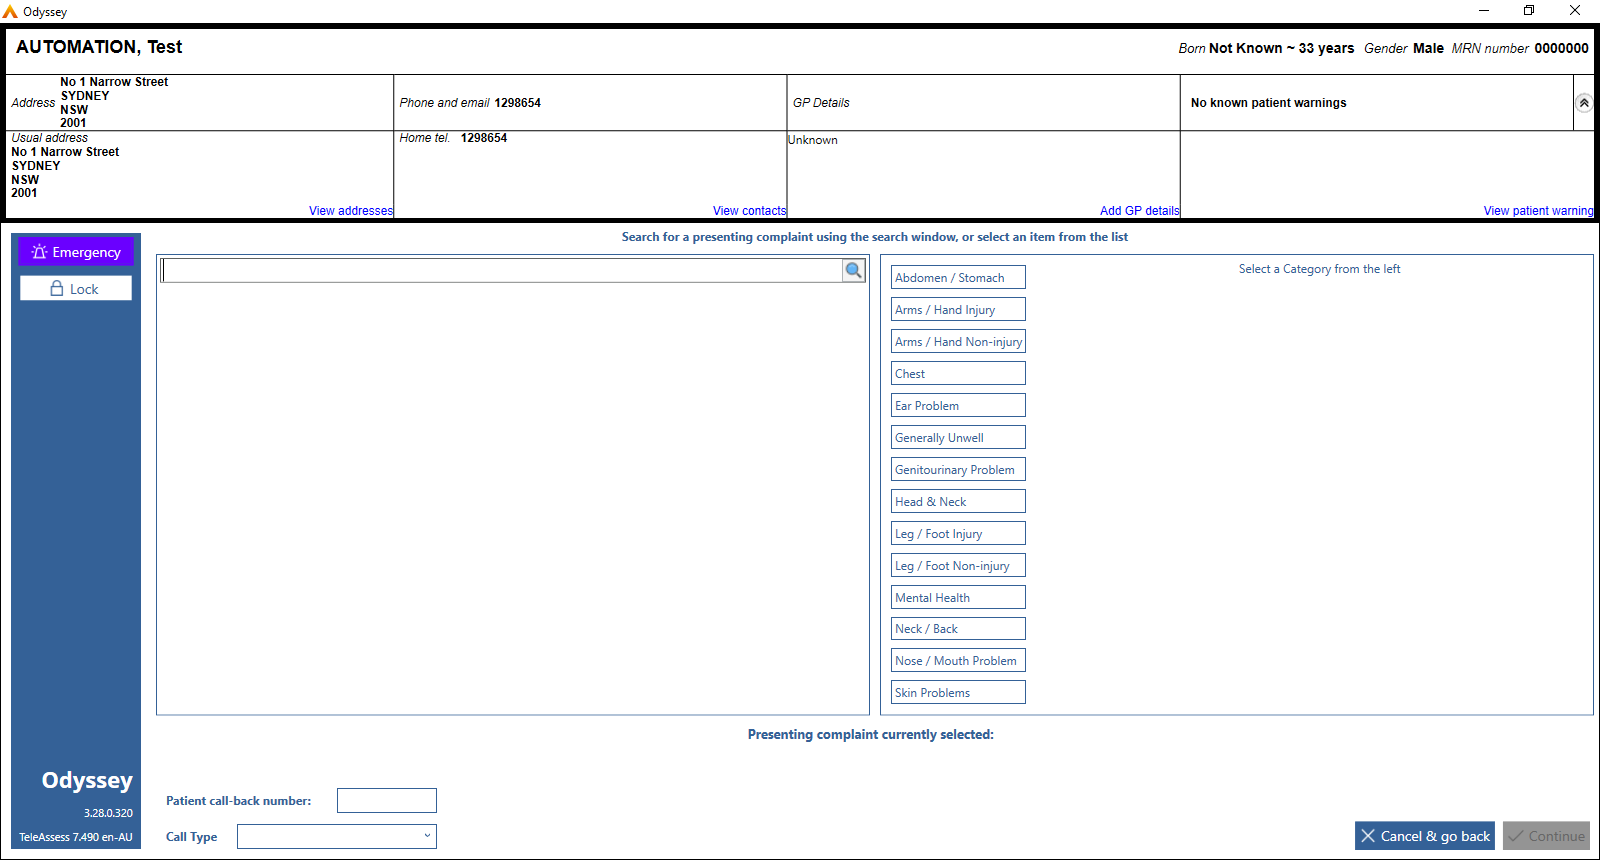 Odyssey
AUTOMATION, Test
Born Not Known ~ 33 years Gender Male MRN number 0000000
Address
No 1 Narrow Street
SYDNEY
NSW
2001
Phone and email 1298654
GP Details
No known patient warnings
Usual address
No 1 Narrow Street
SYDNEY
NSW
2001
View addresses
Home tel. 1298654
View contacts
Unknown
Add GP details
View patient warning
Emergency
Lock
Search for a presenting complaint using the search window, or select an item from the list
Abdomen / Stomach
Arms / Hand Injury
Arms / Hand Non-injury
Chest
Ear Problem
Generally Unwell
Genitourinary Problem
Head & Neck
Leg / Foot Injury
Leg / Foot Non-injury
Mental Health
Neck / Back
Nose / Mouth Problem
Skin Problems
Select a Category from the left
Presenting complaint currently selected:
Odyssey
3.28.0.320
TeleAssess 7.490 en-AU
Patient call-back number:
Call Type
Cancel & go back
Continue